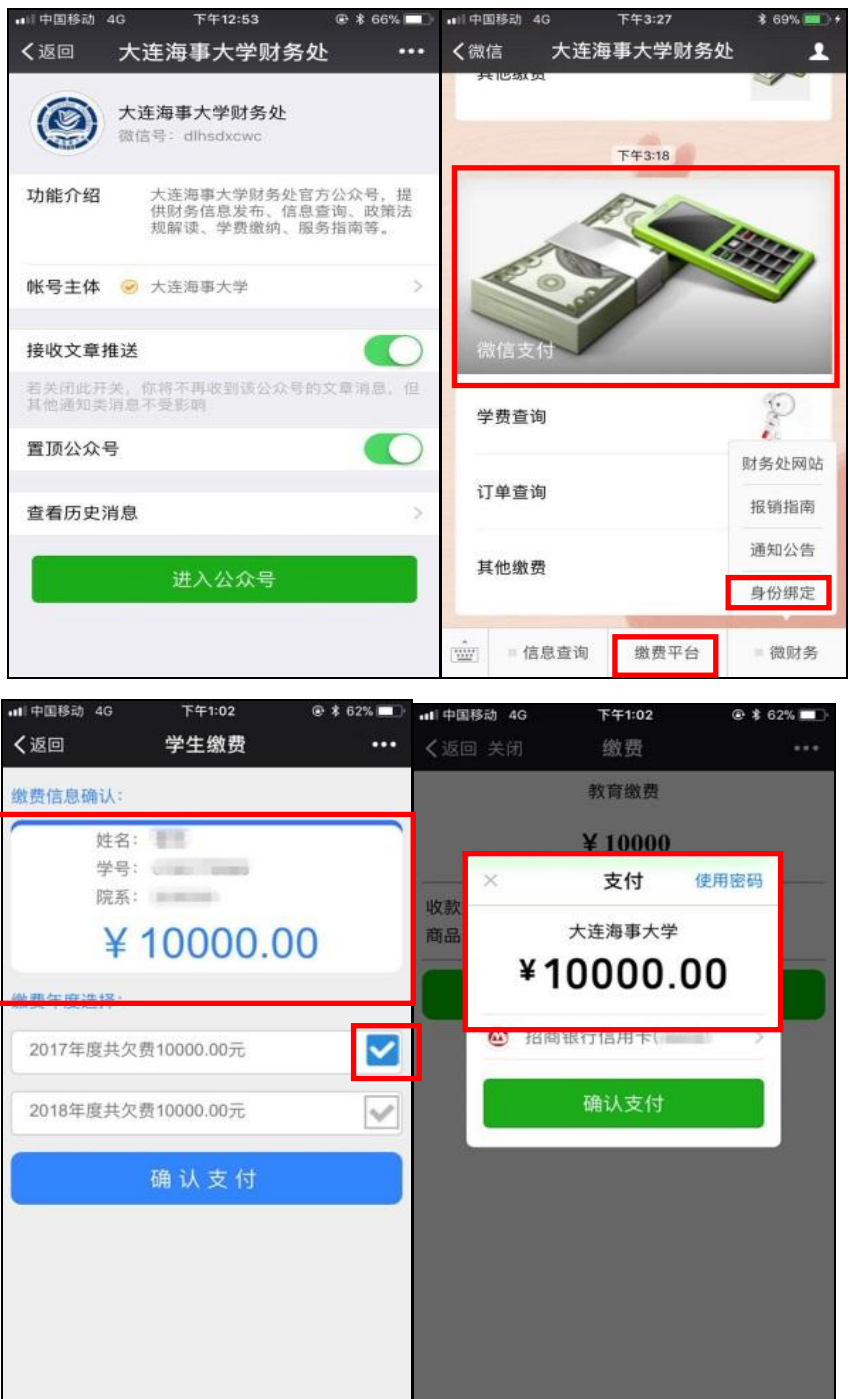 中国移动 4G 下午12:53 66%
返回 大连海事大学财务处
大连海事大学财务处
微信号: dlhsdxcwc
功能介绍 大连海事大学财务处官方公众号，提
供财务信息发布、信息查询、政策法
规解读、学费缴纳、服务指南等。
帐号主体 大连海事大学
接收文章推送
若关闭此开关，你将不再收到该公众号的文章消息，但
其他通知类消息不受影响
置顶公众号
查看历史消息
进入公众号
中国移动 4G 下午3:27 69%
微信 大连海事大学财务处
其他缴费
下午3:18
微信支付
学费查询
订单查询
其他缴费
财务处网站
报销指南
通知公告
身份绑定
信息查询 缴费平台 微财务
中国移动 4G 下午1:02 62%
返回 学生缴费
缴费信息确认:
姓名:
学号:
院系:
¥ 10000.00
缴费年度选择:
2017年度共欠费10000.00元
2018年度共欠费10000.00元
确认支付
中国移动 4G 下午1:02 62%
返回 关闭 缴费
教育缴费
¥ 10000
收款
商品
支付 使用密码
大连海事大学
¥10000.00
招商银行信用卡(
确认支付